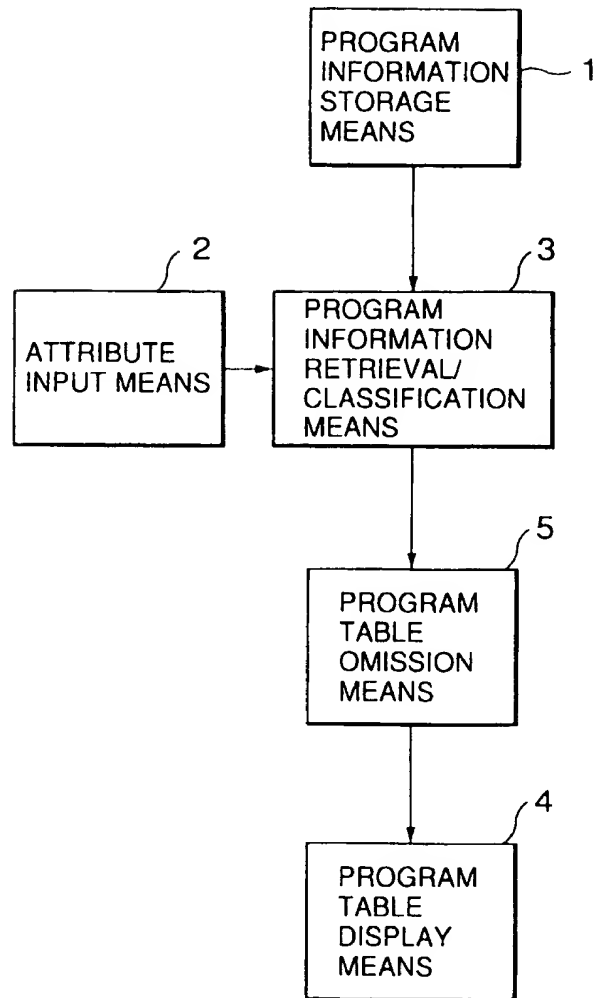 PROGRAM
INFORMATION
STORAGE
MEANS
1
2
ATTRIBUTE
INPUT MEANS
3
PROGRAM
INFORMATION
RETRIEVAL/
CLASSIFICATION
MEANS
5
PROGRAM
TABLE
OMISSION
MEANS
4
PROGRAM
TABLE
DISPLAY
MEANS